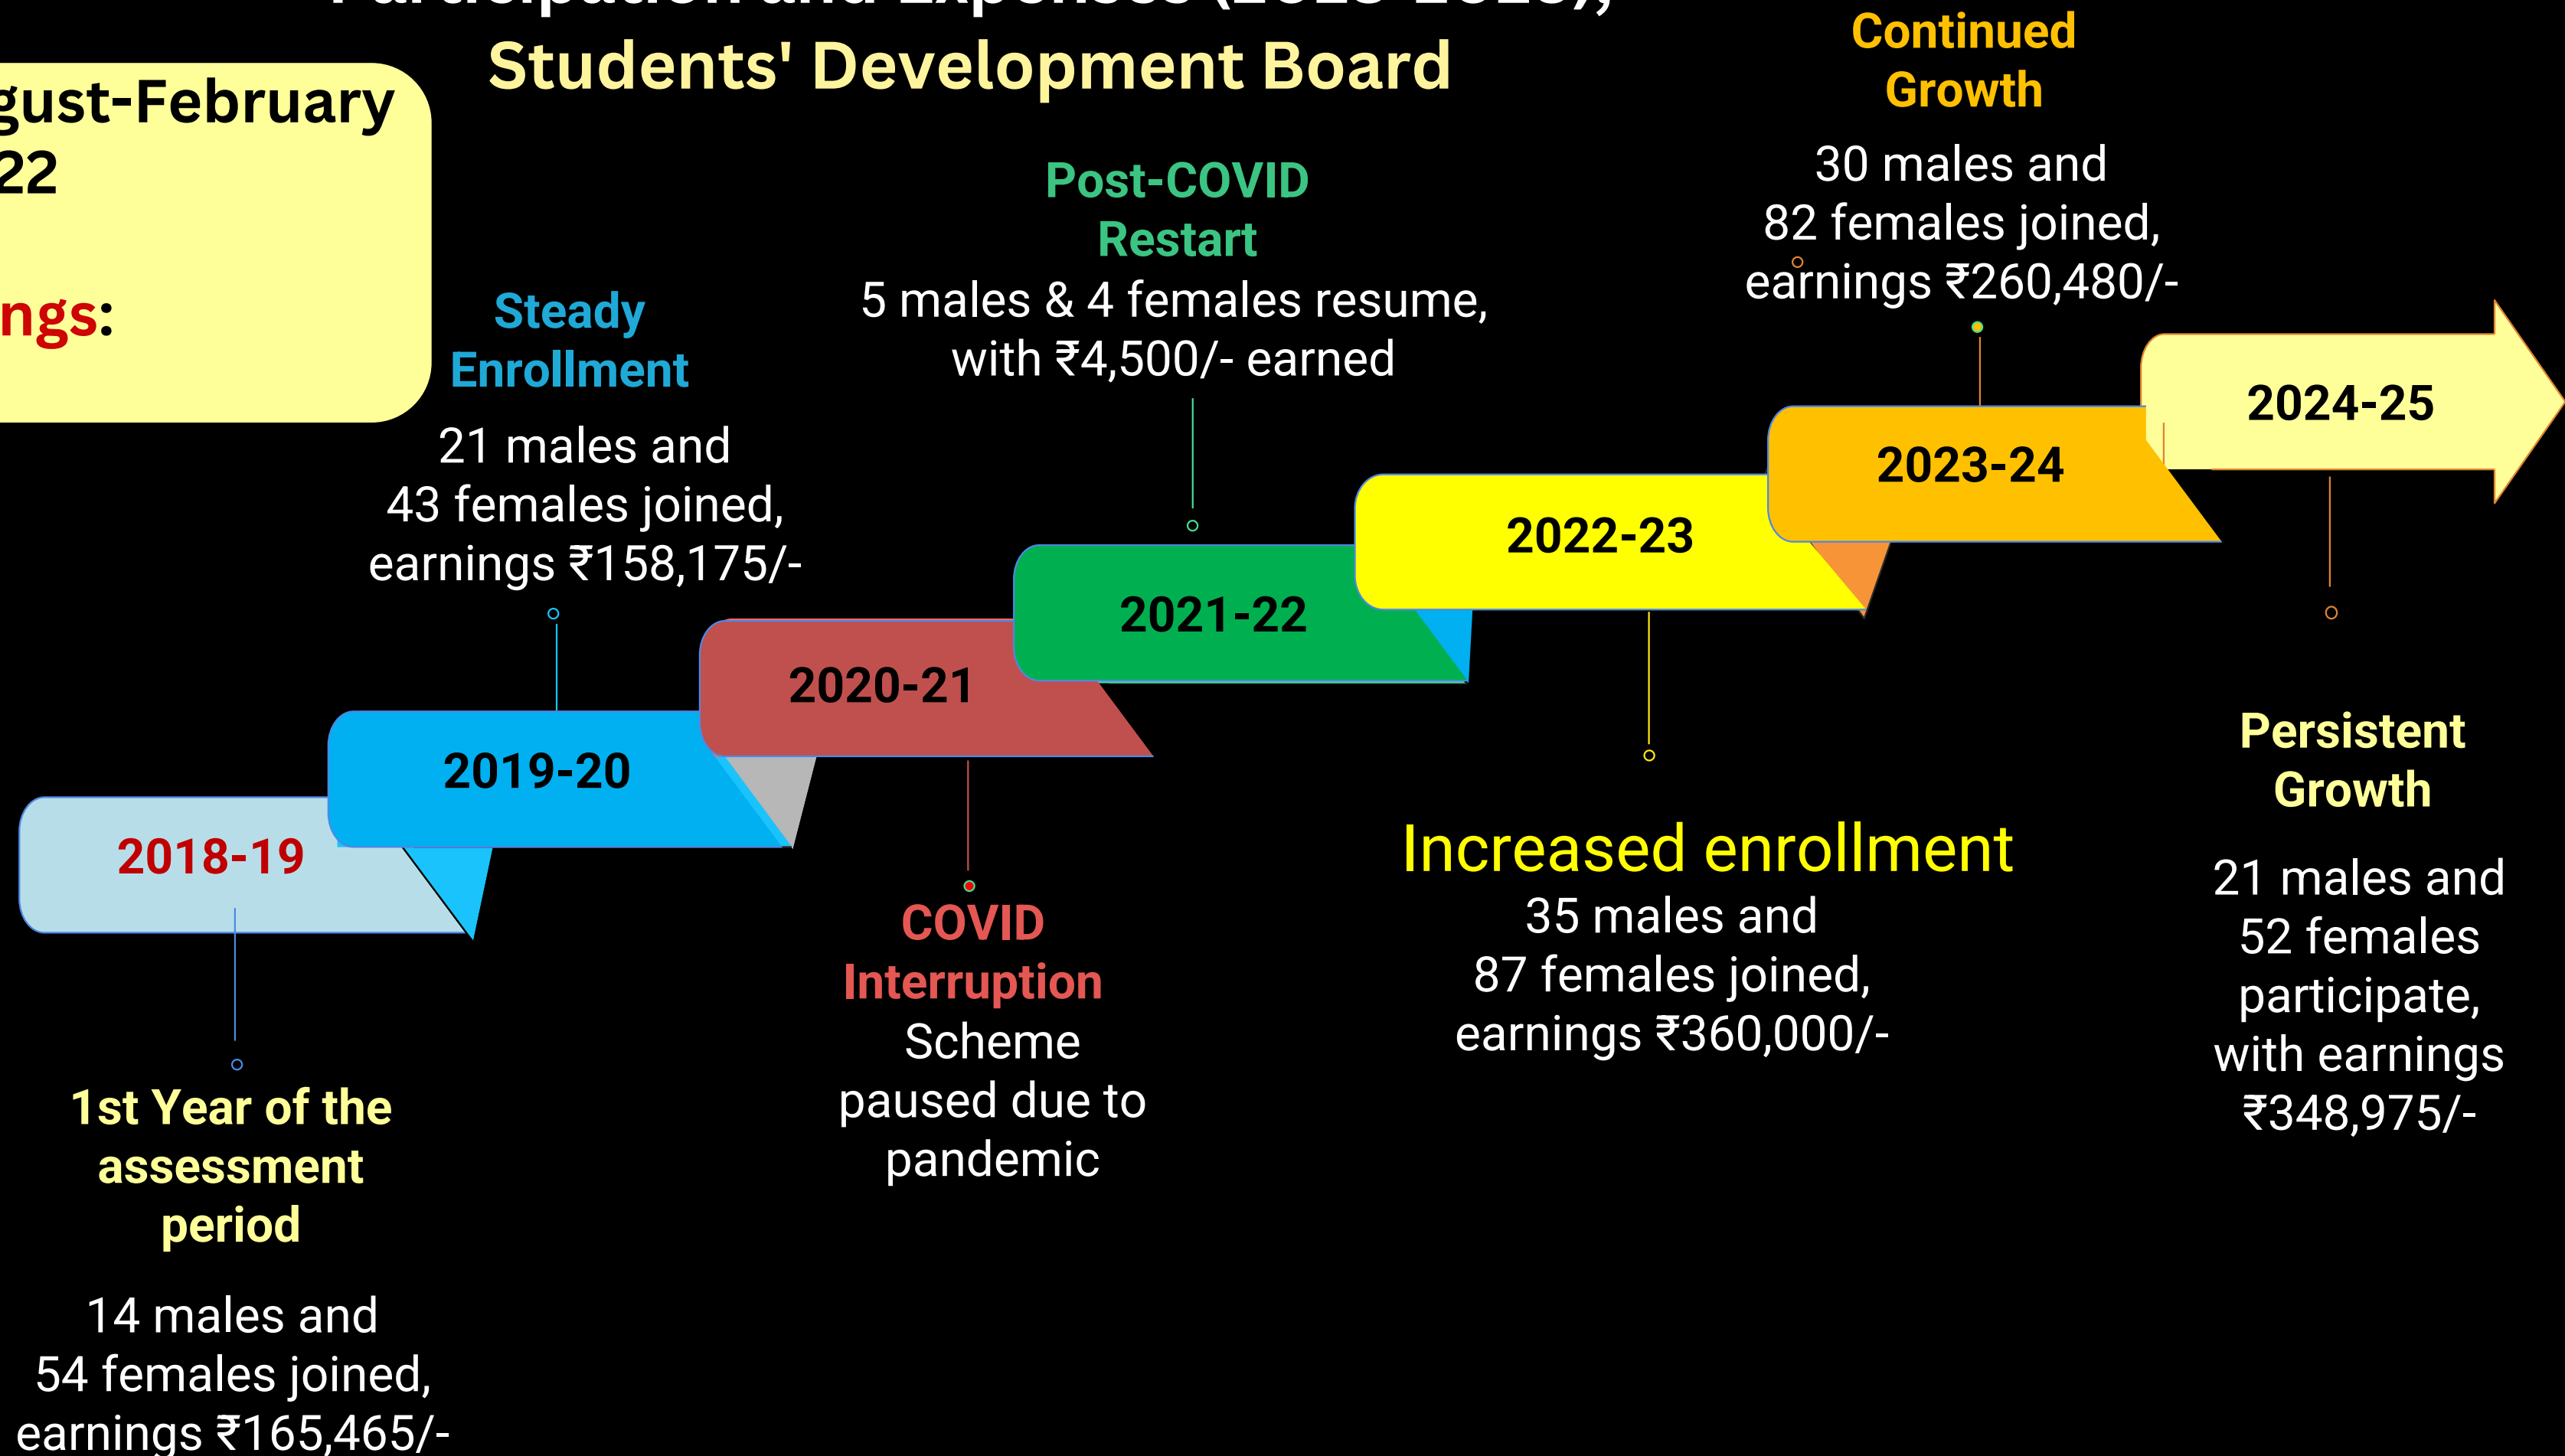 Participation and Expenses
Students' Development Board
22
2018-19
1st Year of the
assessment
period
14 males and
54 females joined,
earnings ₹165,465/-
Steady
Enrollment
21 males and
43 females joined,
earnings ₹158,175/-
2019-20
2020-21
COVID
Interruption
Scheme
paused due to
pandemic
Post-COVID
Restart
5 males & 4 females resume,
with ₹4,500/- earned
2021-22
2022-23
Increased enrollment
35 males and
87 females joined,
earnings ₹360,000/-
Continued
Growth
30 males and
82 females joined,
earnings ₹260,480/-
2023-24
2024-25
Persistent
Growth
21 males and
52 females
participate,
with earnings
₹348,975/-